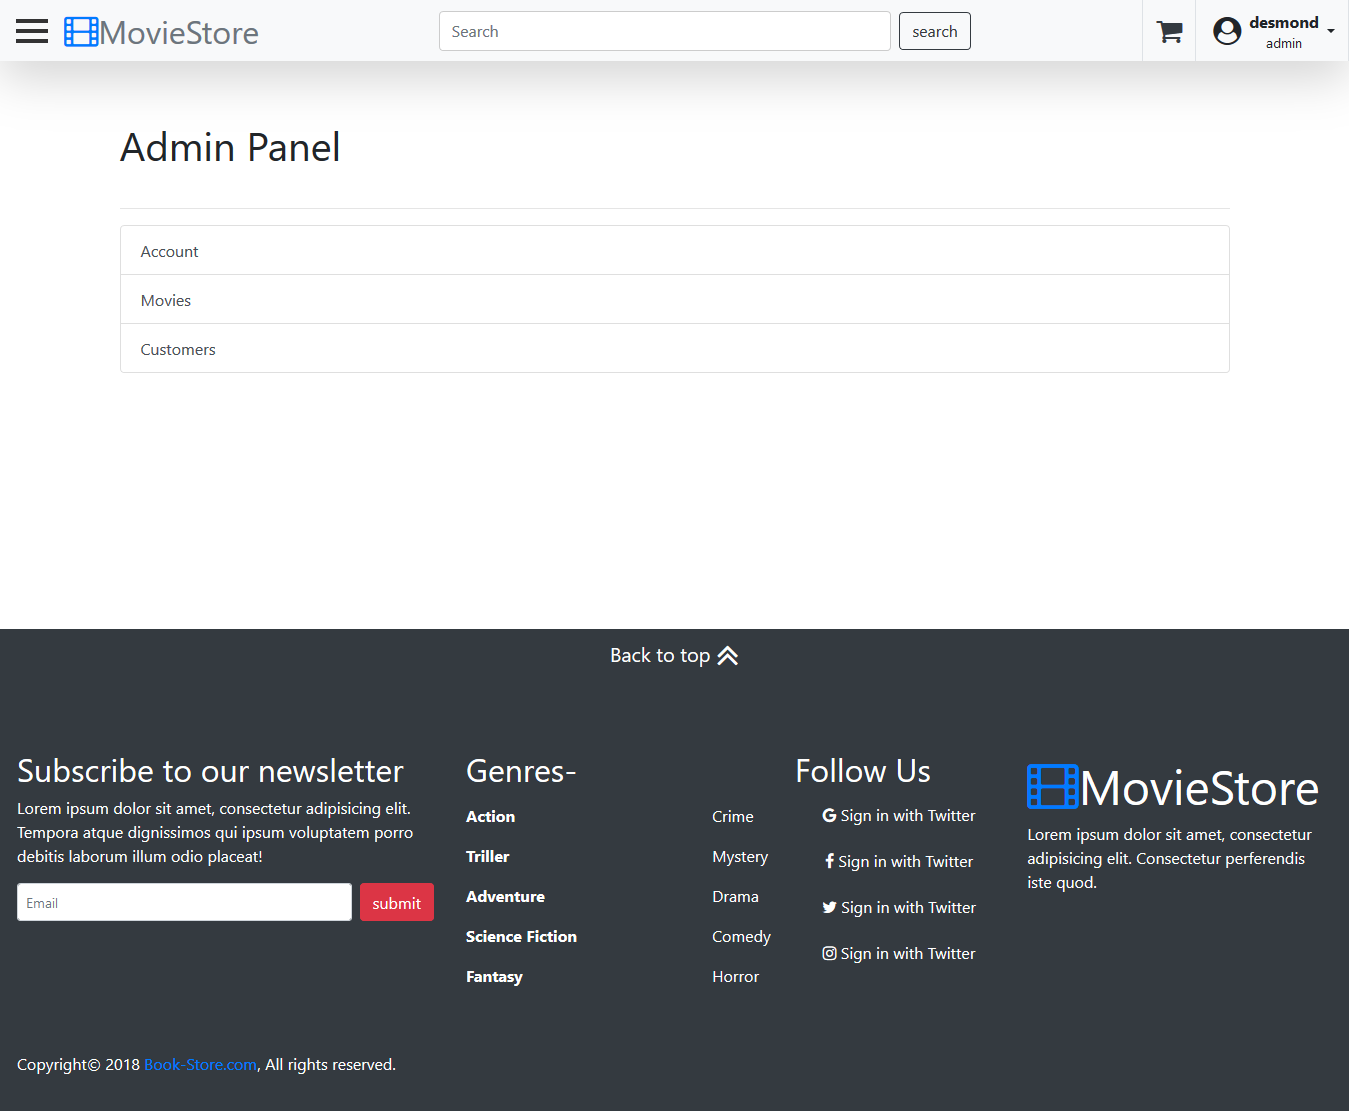 MovieStore
Search
search
desmond
admin
Admin Panel
Account
Movies
Customers
Back to top
Subscribe to our newsletter
Lorem ipsum dolor sit amet, consectetur adipisicing elit.
Tempora atque dignissimos qui ipsum voluptatem porro
debitis laborum illum odio placeat!
Email
submit
Genres-
Action
Triller
Adventure
Science Fiction
Fantasy
Crime
Mystery
Drama
Comedy
Horror
Follow Us
Sign in with Twitter
Sign in with Twitter
Sign in with Twitter
Sign in with Twitter
MovieStore
Lorem ipsum dolor sit amet, consectetur
adipisicing elit. Consectetur perferendis
iste quod.
Copyright© 2018 Book-Store.com, All rights reserved.